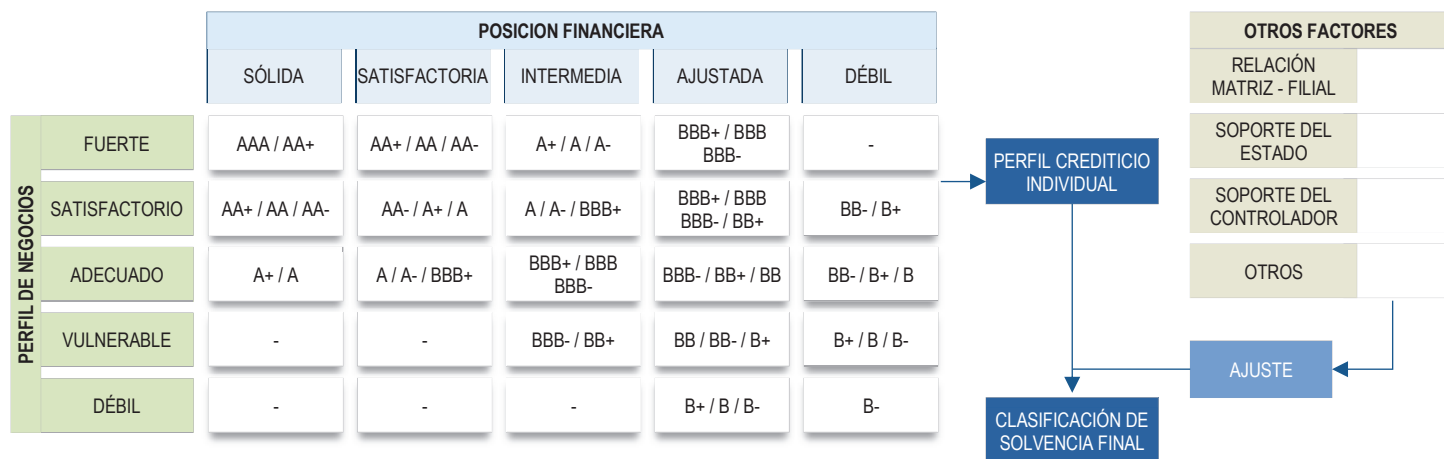 POSICION FINANCIERA
SÓLIDA
SATISFACTORIA
INTERMEDIA
AJUSTADA
DÉBIL
PERFIL DE NEGOCIOS
FUERTE
AAA / AA+
AA+ / AA / AA-
A+ / A / A-
BBB+ / BBB
BBB-
-
SATISFACTORIO
AA+ / AA / AA-
AA- / A+ / A
A / A- / BBB+
BBB+ / BBB
BBB- / BB+
BB- / B+
ADECUADO
A+ / A
A / A- / BBB+
BBB+ / BBB
BBB-
BBB- / BB+ / BB
BB- / B+ / B
VULNERABLE
-
-
BBB- / BB+
BB / BB- / B+
B+ / B / B-
DÉBIL
-
-
-
B+ / B / B-
B-
PERFIL CREDITICIO
INDIVIDUAL
OTROS FACTORES
RELACIÓN
MATRIZ - FILIAL
SOPORTE DEL
ESTADO
SOPORTE DEL
CONTROLADOR
OTROS
AJUSTE
CLASIFICACIÓN DE
SOLVENCIA FINAL